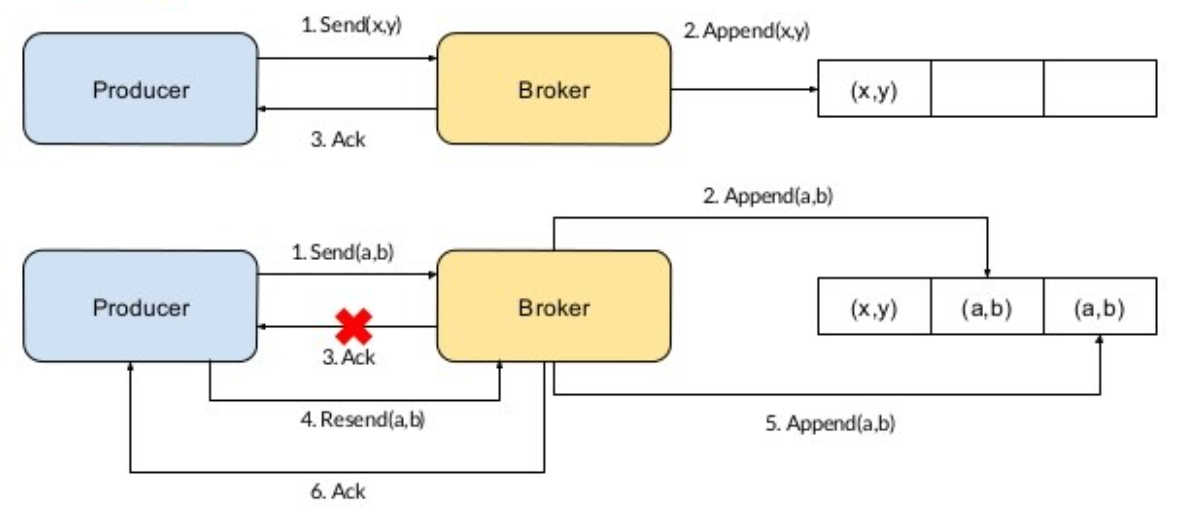 1. Send(x,y)
2. Append(x,y)
Producer
Broker
(x,y)
3. Ack
2. Append(a,b)
1. Send(a,b)
Producer
Broker
(x,y)
(a,b)
(a,b)
3. Ack
4. Resend(a,b)
5. Append(a,b)
6. Ack